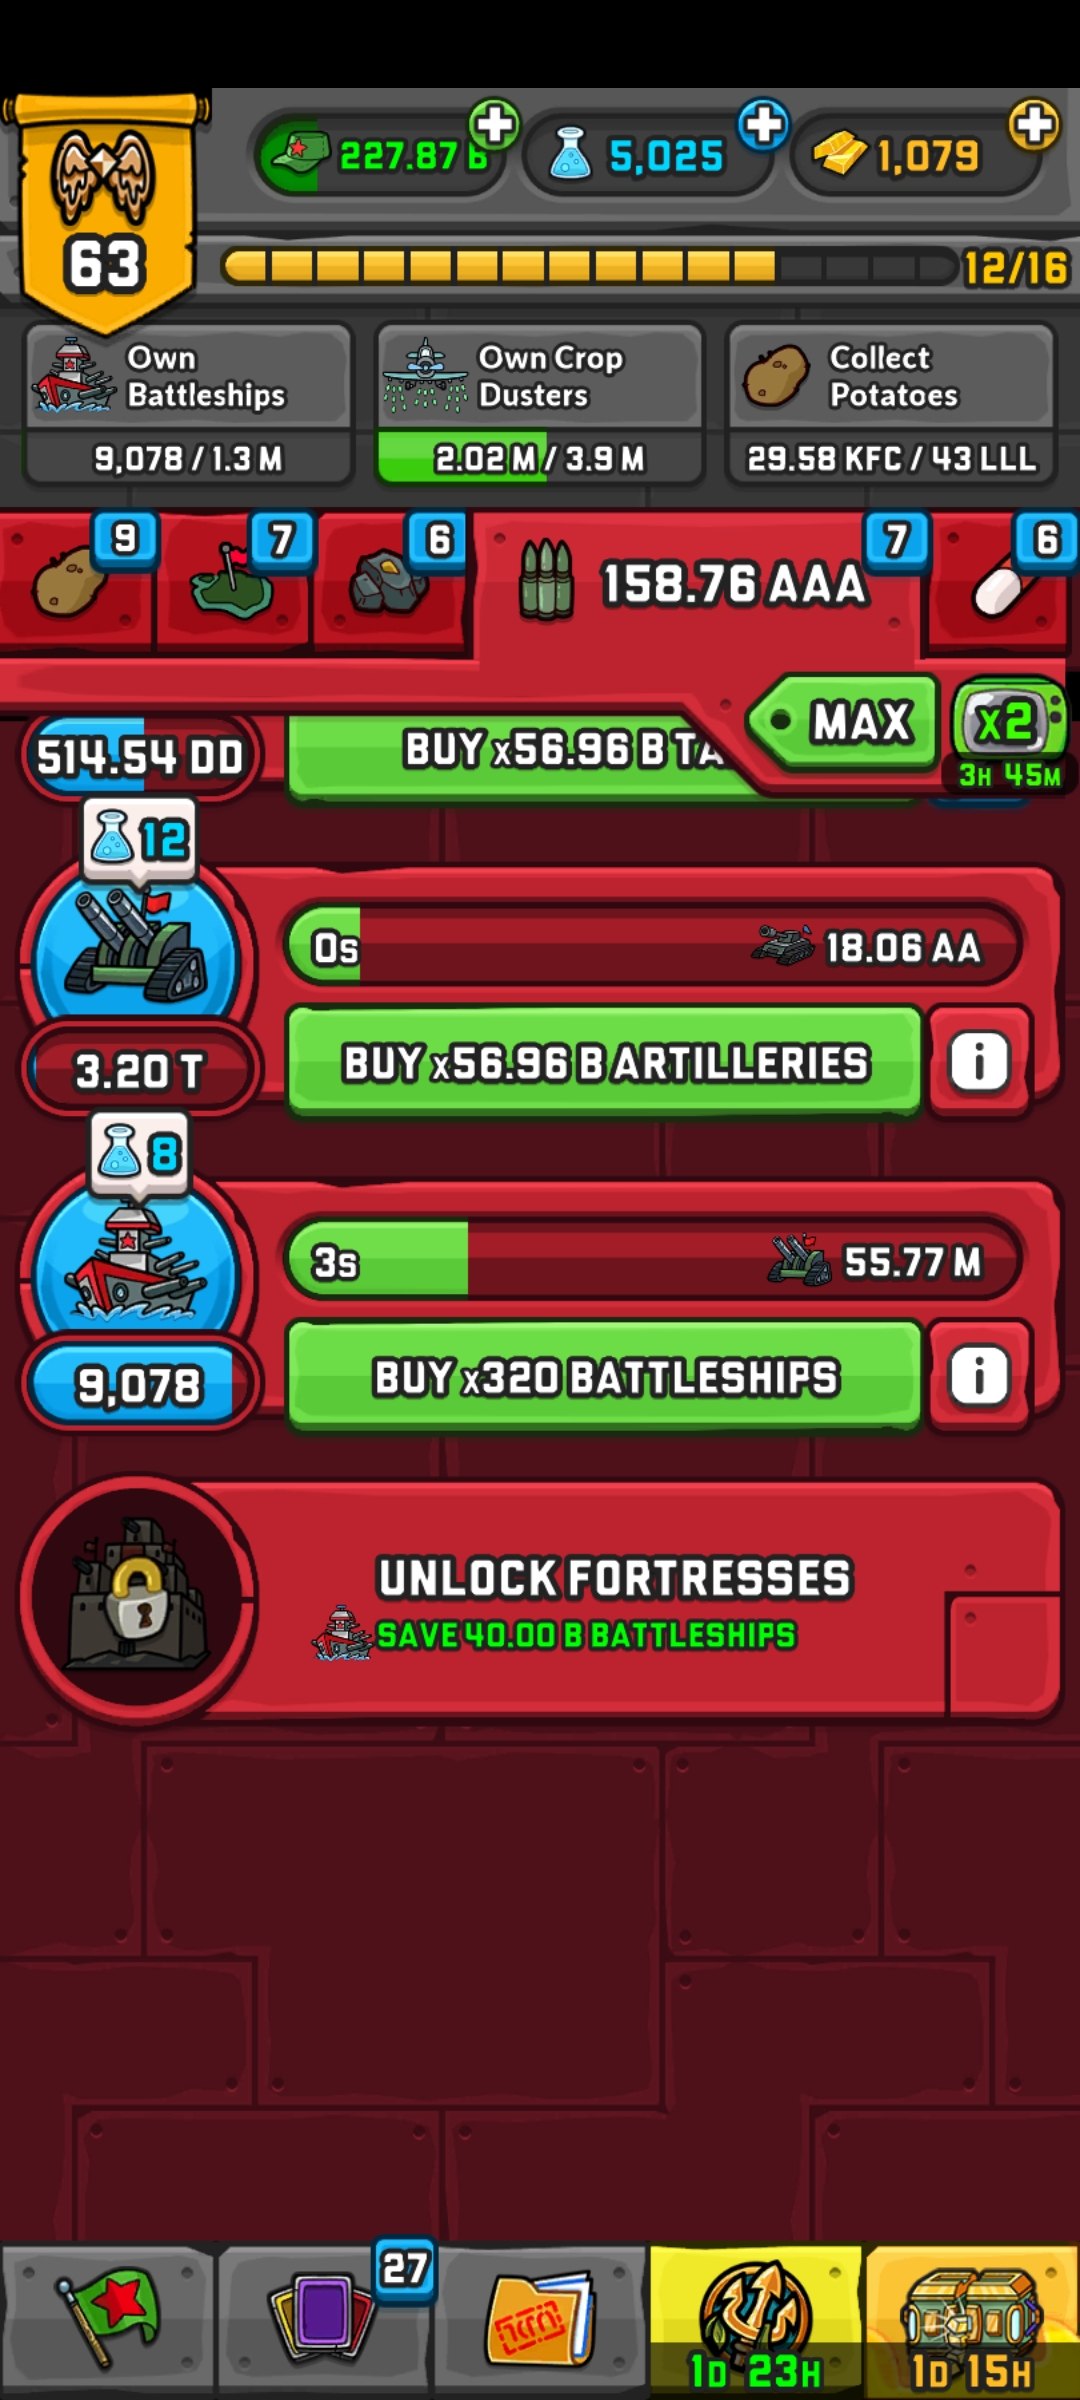 63
227.87 B
5,025
1,079
12/16
Own
Battleships
9,078 / 1.3 M
Own Crop
Dusters
2.02 M / 3.9 M
Collect
Potatoes
29.58 KFC / 43 LLL
9
7
6
158.76 AAA
7
6
MAX
x2
3H 45M
514.54 DD
BUY x56.96 B TA
12
0s
18.06 AA
3.20 T
BUY x56.96 B ARTILLERIES
i
8
3s
55.77 M
9,078
BUY x320 BATTLESHIPS
i
UNLOCK FORTRESSES
SAVE 40.00 B BATTLESHIPS
27
1D 23H
1D 15H